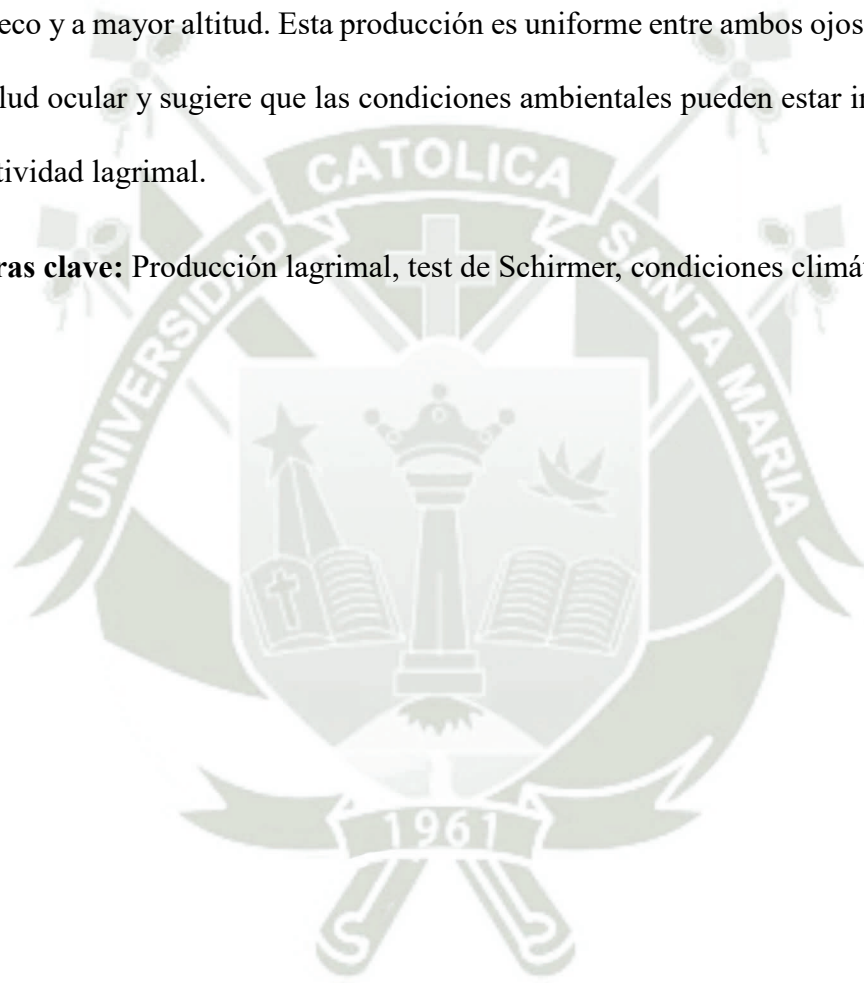 eco y a mayor altitud. Esta producción es uniforme entre ambos ojos
lud ocular y sugiere que las condiciones ambientales pueden estar in
tividad lagrimal.
ras clave: Producción lagrimal, test de Schirmer, condiciones climá
UNIVERSIDAD CATOLICA SANTA MARIA
1961